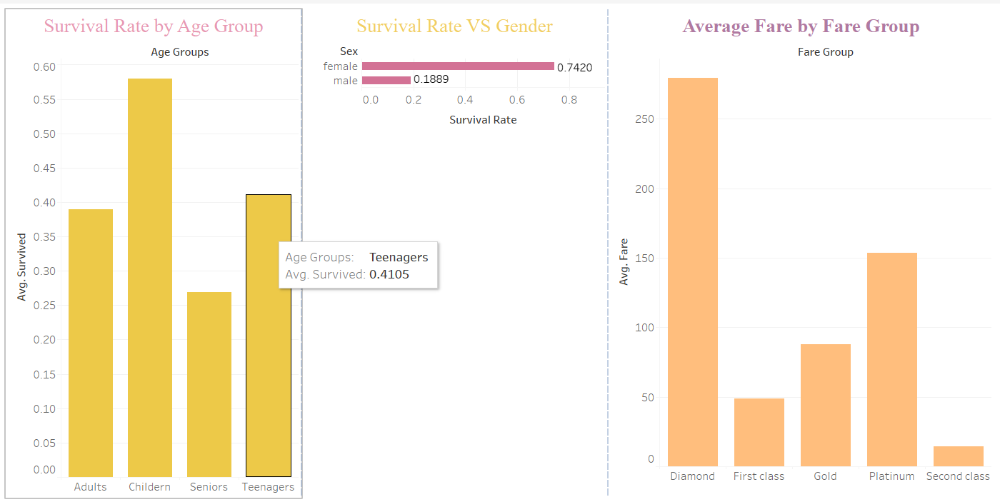 Survival Rate by Age Group
Age Groups
0.60
0.55
0.50
0.45
0.40
0.35
0.30
0.25
0.20
0.15
0.10
0.05
0.00
Avg. Survived
Adults Childern Seniors Teenagers
Age Groups: Teenagers
Avg. Survived: 0.4105
Survival Rate VS Gender
Sex
female 0.7420
male 0.1889
0.0 0.2 0.4 0.6 0.8
Survival Rate
Average Fare by Fare Group
Fare Group
250
200
150
100
50
0
Avg. Fare
Diamond First class Gold Platinum Second class